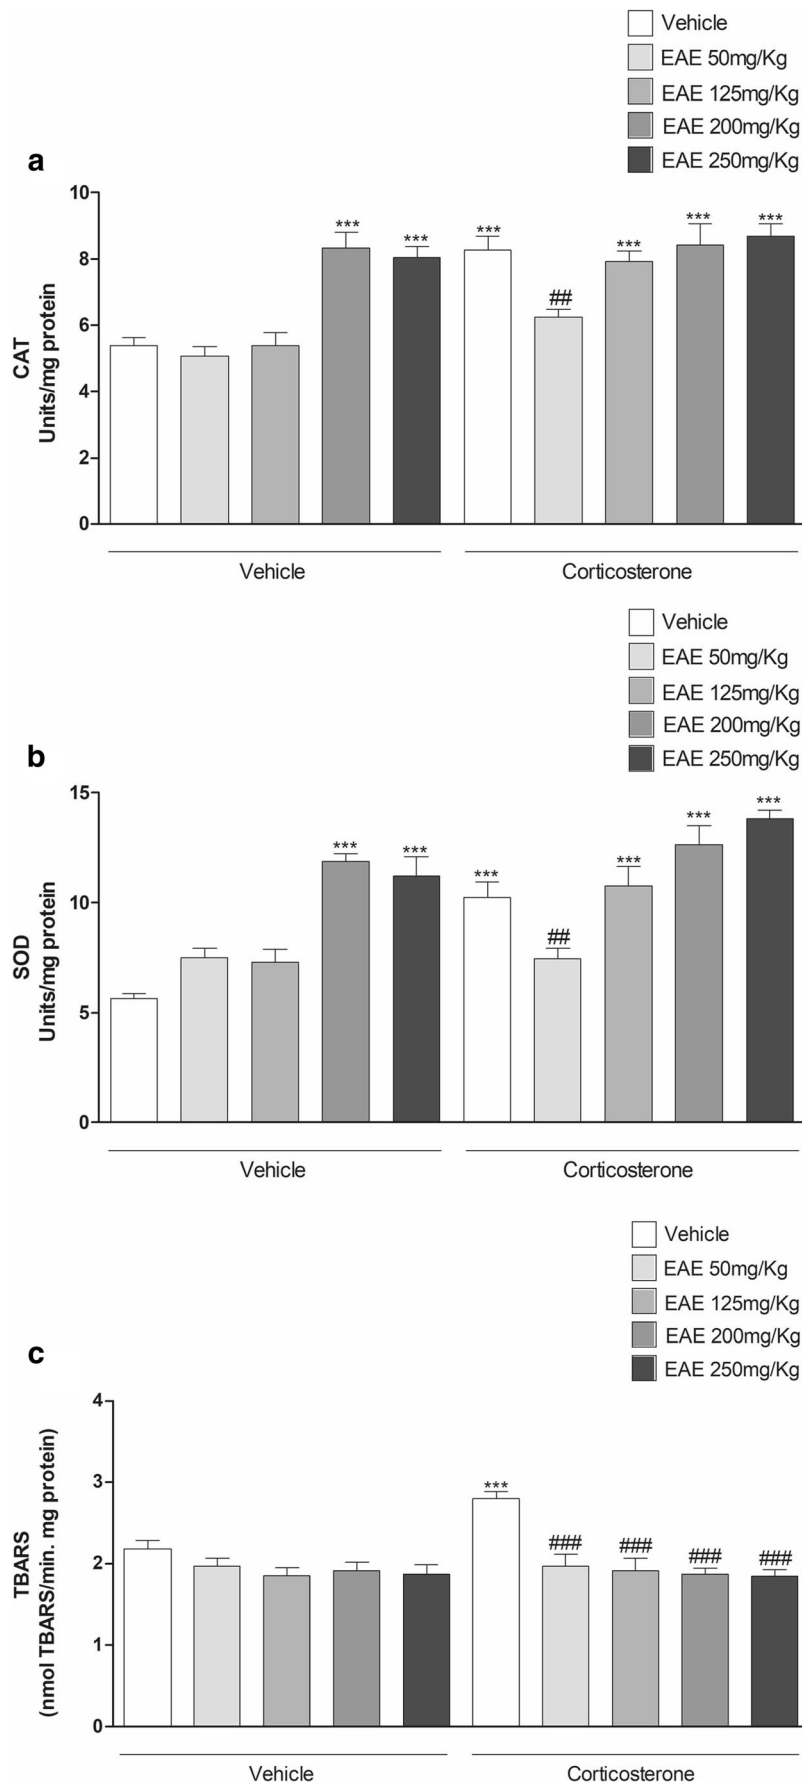 Vehicle
EAE 50mg/Kg
EAE 125mg/Kg
EAE 200mg/Kg
EAE 250mg/Kg
a
CAT
Units/mg protein
10
8
6
4
2
0
***
***
***
##
***
***
***
Vehicle
Corticosterone
Vehicle
EAE 50mg/Kg
EAE 125mg/Kg
EAE 200mg/Kg
EAE 250mg/Kg
b
SOD
Units/mg protein
15
10
5
0
***
***
***
##
***
***
***
Vehicle
Corticosterone
Vehicle
EAE 50mg/Kg
EAE 125mg/Kg
EAE 200mg/Kg
EAE 250mg/Kg
c
TBARS
(nmol TBARS/min. mg protein)
4
3
2
1
0
***
###
###
###
###
Vehicle
Corticosterone